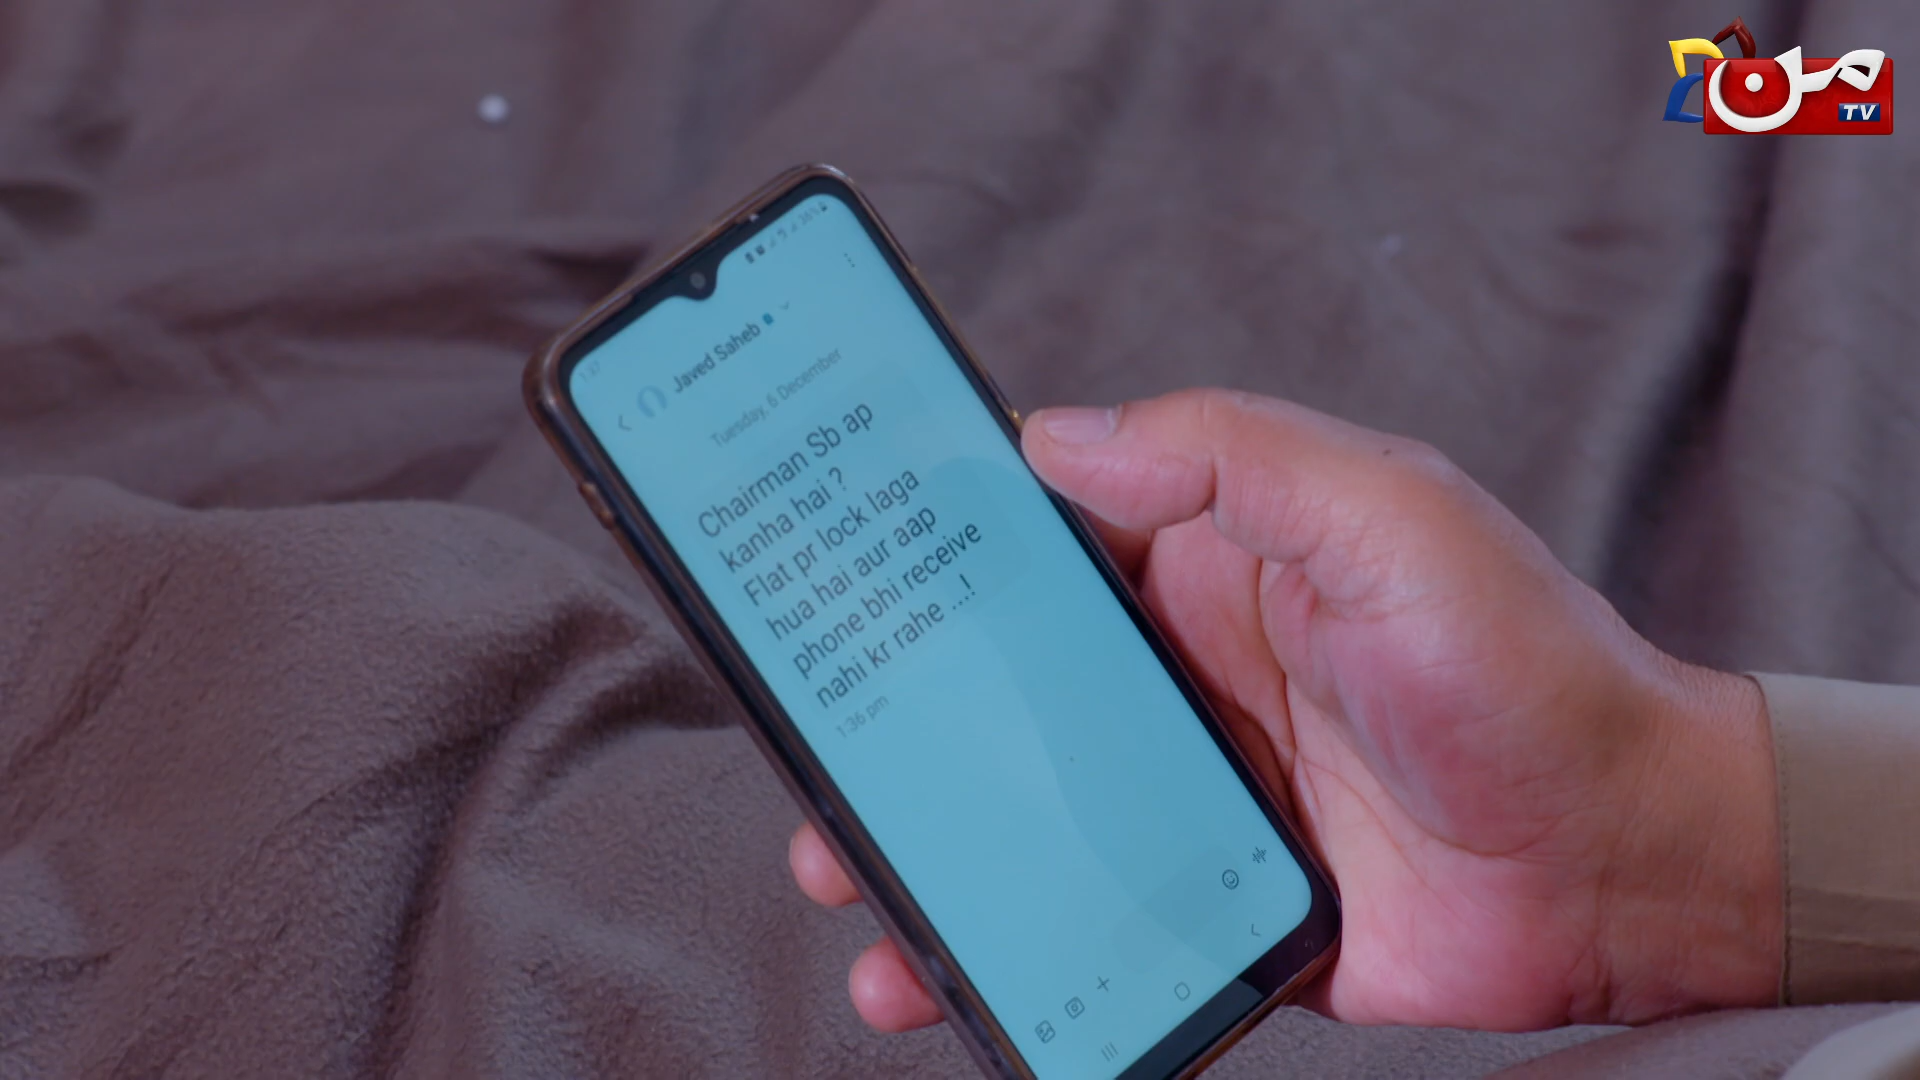 من
TV
Javed Saheb
Tuesday, 6 December
Chairman Sb ap
kanha hai ?
Flat pr lock laga
hua hai aur aap
phone bhi receive
nahi kr rahe ...!
1:36 pm